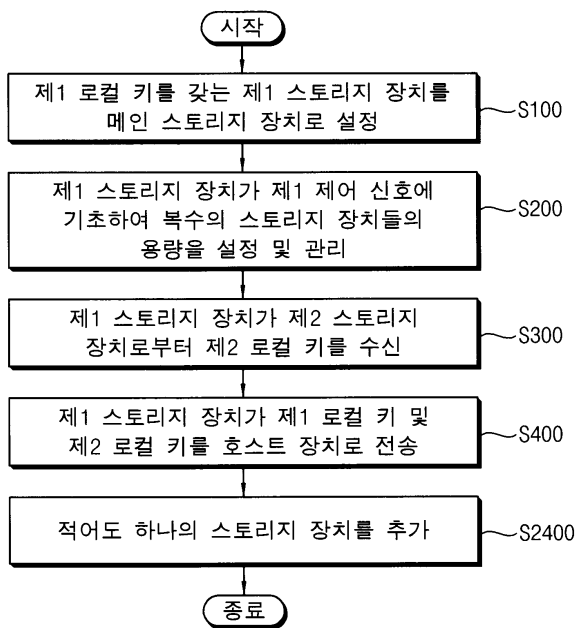 시작
제1 로컬 키를 갖는 제1 스토리지 장치를
메인 스토리지 장치로 설정
S100
제1 스토리지 장치가 제1 제어 신호에
기초하여 복수의 스토리지 장치들의
용량을 설정 및 관리
S200
제1 스토리지 장치가 제2 스토리지
장치로부터 제2 로컬 키를 수신
S300
제1 스토리지 장치가 제1 로컬 키 및
제2 로컬 키를 호스트 장치로 전송
S400
적어도 하나의 스토리지 장치를 추가
S2400
종료